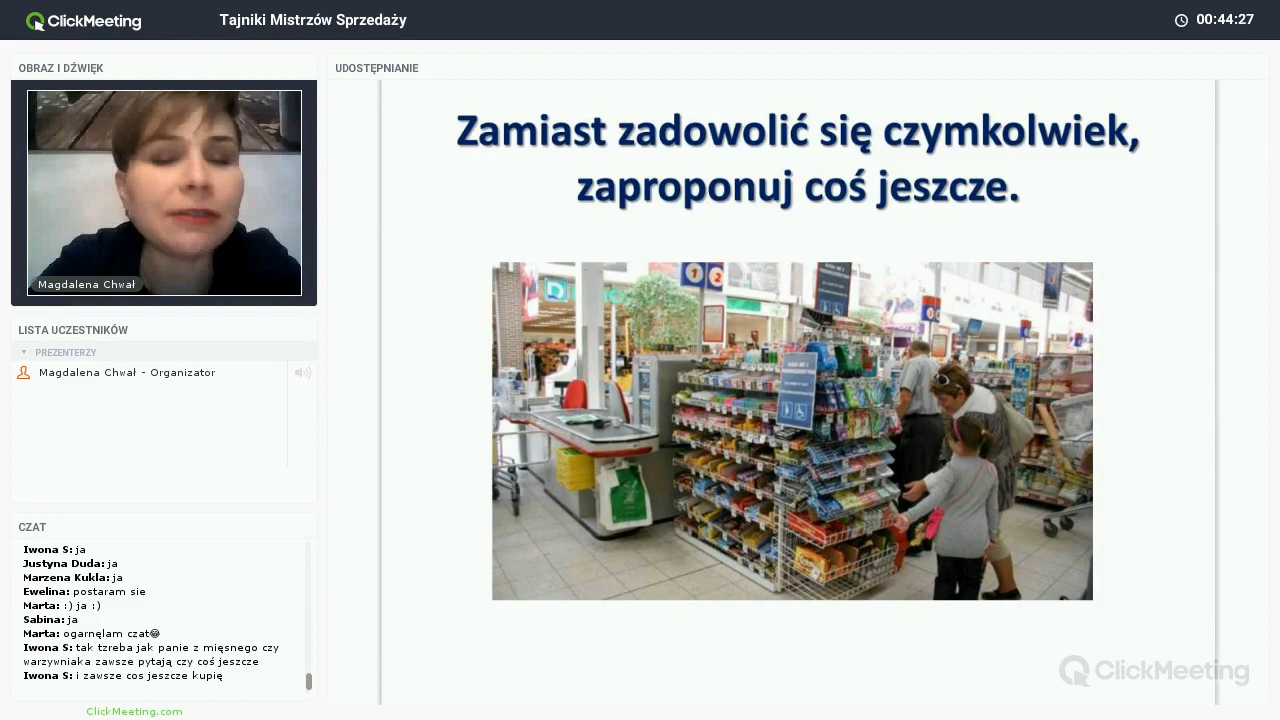 ClickMeeting
Tajniki Mistrzów Sprzedaży
00:44:27
OBRAZ I DŹWIĘK
Magdalena Chwał
LISTA UCZESTNIKÓW
PREZENTERZY
Magdalena Chwał - Organizator
CZAT
Iwona S: ja
Justyna Duda: ja
Marzena Kukla: ja
Ewelina: postaram sie
Marta: :) ja :)
Sabina: ja
Marta: ogarnęlam czat😂
Iwona S: tak tzreba jak panie z mięsnego czy
warzywniaka zawsze pytają czy coś jeszcze
Iwona S: i zawsze cos jeszcze kupię
ClickMeeting.com
UDOSTĘPNIANIE
Zamiast zadowolić się czymkolwiek,
zaproponuj coś jeszcze.
1 2
ClickMeeting